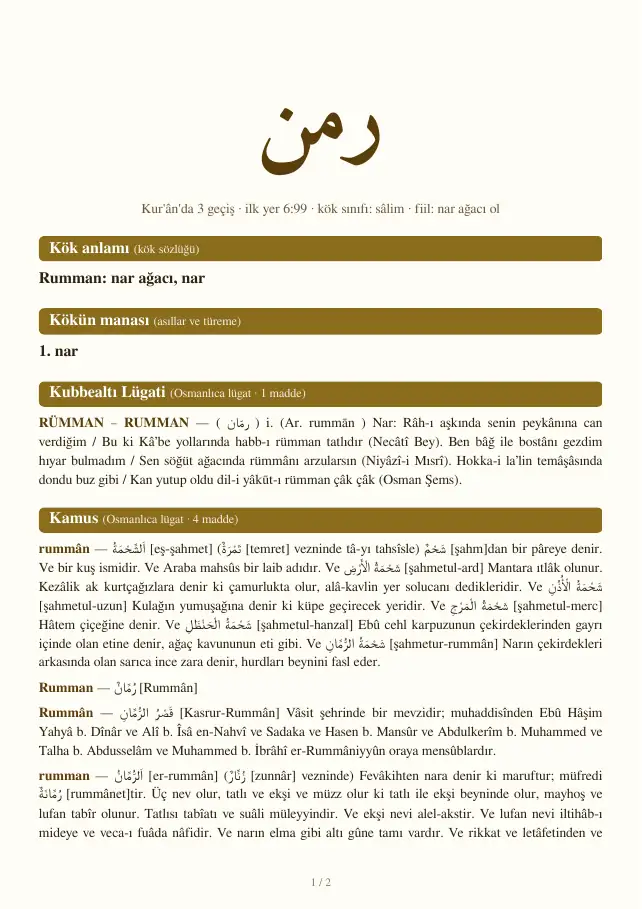 رمن
Kur'ân'da 3 geçiş · ilk yer 6:99 · kök sınıfı: sâlim · fiil: nar ağacı ol
Kök anlamı (kök sözlüğü)
Rumman: nar ağacı, nar
Kökün manası (asıllar ve türeme)
1. nar
Kubbealtı Lügati (Osmanlıca lügat · 1 madde)
RÜMMAN – RUMMAN — ( رمّان ) i. (Ar. rummān ) Nar: Râh-ı aşkında senin peykânına can
verdiğim / Bu ki Kâ'be yollarında habb-ı rümman tatlıdır (Necâtî Bey). Ben bâğ ile bostânı gezdim
hıyar bulmadım / Sen söğüt ağacında rümmânı arzularsın (Niyâzî-i Mısrî). Hokka-i la'lin temâşâsında
dondu buz gibi / Kan yutup oldu dil-i yâkūt-ı rümman çâk çâk (Osman Şems).
Kamus (Osmanlıca lügat · 4 madde)
rummân — اَلشَّحْمَةُ [eş-şahmet] (تَمْرَةٌ [temret] vezninde tâ-yı tahsîsle) شَحْمٌ [şahm]dan bir pâreye denir.
Ve bir kuş ismidir. Ve Araba mahsûs bir laib adıdır. Ve شَحْمَةُ الْأَرْضِ [şahmetul-ard] Mantara ıtlâk olunur.
Kezâlik ak kurtçağızlara denir ki çamurlukta olur, alâ-kavlin yer solucanı dedikleridir. Ve شَحْمَةُ الْأُذُنِ
[şahmetul-uzun] Kulağın yumuşağına denir ki küpe geçirecek yeridir. Ve شَحْمَةُ الْمَرْجِ [şahmetul-merc]
Hâtem çiçeğine denir. Ve شَحْمَةُ الْحَنْظَلِ [şahmetul-hanzal] Ebû cehl karpuzunun çekirdeklerinden gayrı
içinde olan etine denir, ağaç kavununun eti gibi. Ve شَحْمَةُ الرُّمَّانِ [şahmetur-rummân] Narın çekirdekleri
arkasında olan sarıca ince zara denir, hurdları beynini fasl eder.
Rumman — رُمَّانٌ [Rummân]
Rummân — قَصْرُ الرُّمَّانِ [Kasrur-Rummân] Vâsit şehrinde bir mevzidir; muhaddisînden Ebû Hâşim
Yahyâ b. Dînâr ve Alî b. Îsâ en-Nahvî ve Sadaka ve Hasen b. Mansûr ve Abdulkerîm b. Muhammed ve
Talha b. Abdusselâm ve Muhammed b. İbrâhî er-Rummâniyyûn oraya mensûblardır.
rumman — اَلرُّمَّانُ [er-rummân] (زُنَّارٌ [zunnâr] vezninde) Fevâkihten nara denir ki maruftur; müfredi
رُمَّانَةٌ [rummânet]tir. Üç nev olur, tatlı ve ekşi ve müzz olur ki tatlı ile ekşi beyninde olur, mayhoş ve
lufan tabîr olunur. Tatlısı tabîatı ve suâli müleyyindir. Ve ekşi nevi alel-akstir. Ve lufan nevi iltihâb-ı
mideye ve veca-ı fuâda nâfidir. Ve narın elma gibi altı gûne tamı vardır. Ve rikkat ve letâfetinden ve
1 / 2